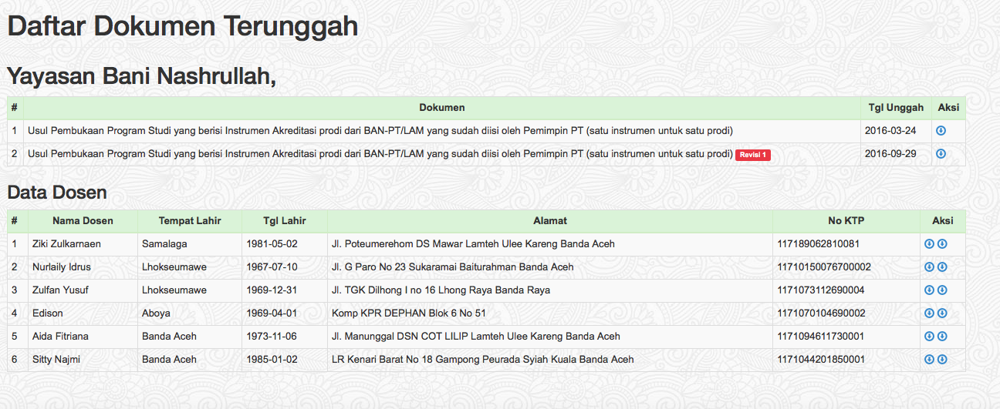 Daftar Dokumen Terunggah
Yayasan Bani Nashrullah,
# Dokumen Tgl Unggah Aksi
1 Usul Pembukaan Program Studi yang berisi Instrumen Akreditasi prodi dari BAN-PT/LAM yang sudah diisi oleh Pemimpin PT (satu instrumen untuk satu prodi) 2016-03-24
2 Usul Pembukaan Program Studi yang berisi Instrumen Akreditasi prodi dari BAN-PT/LAM yang sudah diisi oleh Pemimpin PT (satu instrumen untuk satu prodi) Revisi 1 2016-09-29
Data Dosen
# Nama Dosen Tempat Lahir Tgl Lahir Alamat No KTP Aksi
1 Ziki Zulkarnaen Samalaga 1981-05-02 Jl. Poteumerehom DS Mawar Lamteh Ulee Kareng Banda Aceh 117189062810081
2 Nurlaily Idrus Lhokseumawe 1967-07-10 Jl. G Paro No 23 Sukaramai Baiturahman Banda Aceh 11710150076700002
3 Zulfan Yusuf Lhokseumawe 1969-12-31 Jl. TGK Dilhong I no 16 Lhong Raya Banda Raya 1171073112690004
4 Edison Aboya 1969-04-01 Komp KPR DEPHAN Blok 6 No 51 1171070104690002
5 Aida Fitriana Banda Aceh 1973-11-06 Jl. Manunggal DSN COT LILIP Lamteh Ulee Kareng Banda Aceh 1171094611730001
6 Sitty Najmi Banda Aceh 1985-01-02 LR Kenari Barat No 18 Gampong Peurada Syiah Kuala Banda Aceh 1171044201850001